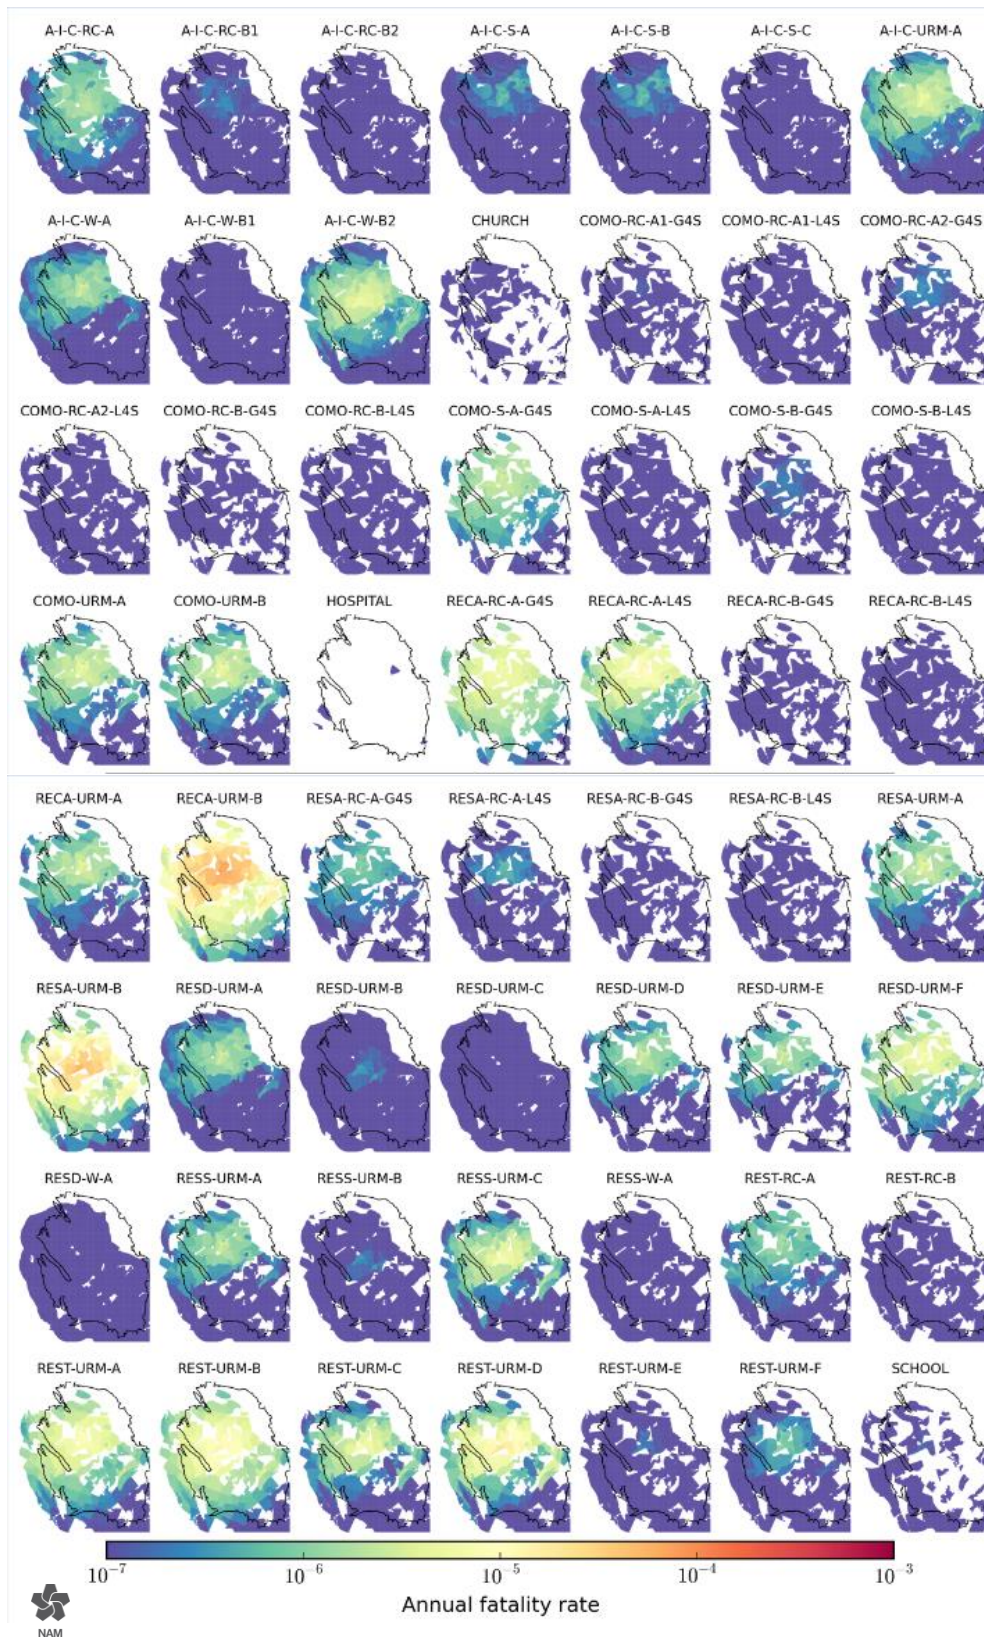 A-I-C-RC-A A-I-C-RC-B1 A-I-C-RC-B2 A-I-C-S-A A-I-C-S-B A-I-C-S-C A-I-C-URM-A
A-I-C-W-A A-I-C-W-B1 A-I-C-W-B2 CHURCH COMO-RC-A1-G4S COMO-RC-A1-L4S COMO-RC-A2-G4S
COMO-RC-A2-L4S COMO-RC-B-G4S COMO-RC-B-L4S COMO-S-A-G4S COMO-S-A-L4S COMO-S-B-G4S COMO-S-B-L4S
COMO-URM-A COMO-URM-B HOSPITAL RECA-RC-A-G4S RECA-RC-A-L4S RECA-RC-B-G4S RECA-RC-B-L4S
RECA-URM-A RECA-URM-B RESA-RC-A-G4S RESA-RC-A-L4S RESA-RC-B-G4S RESA-RC-B-L4S RESA-URM-A
RESA-URM-B RESD-URM-A RESD-URM-B RESD-URM-C RESD-URM-D RESD-URM-E RESD-URM-F
RESD-W-A RESS-URM-A RESS-URM-B RESS-URM-C RESS-W-A REST-RC-A REST-RC-B
REST-URM-A REST-URM-B REST-URM-C REST-URM-D REST-URM-E REST-URM-F SCHOOL
10⁻⁷ 10⁻⁶ 10⁻⁵ 10⁻⁴ 10⁻³
Annual fatality rate
NAM